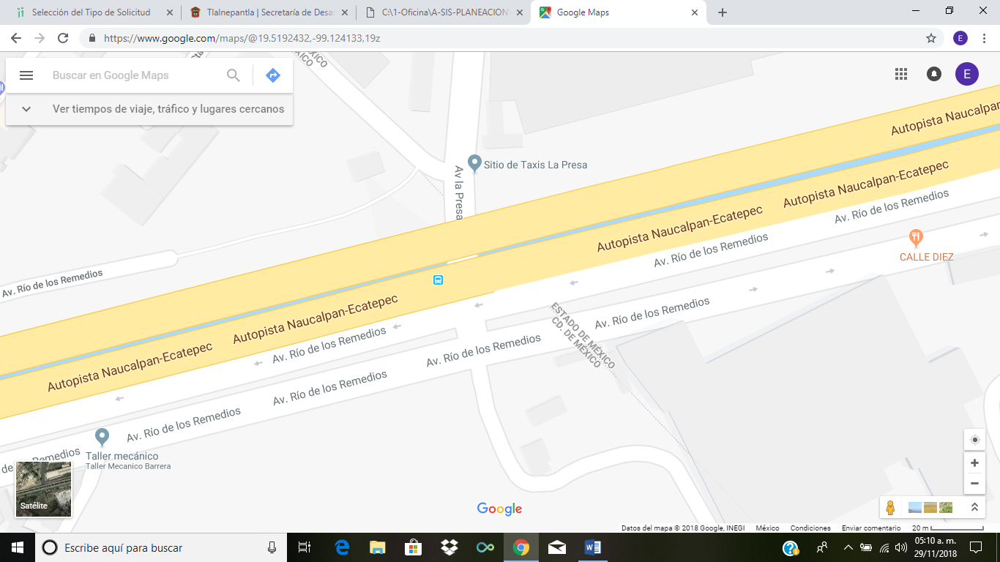 Selección del Tipo de Solicitud
Tlalnepantla | Secretaría de Desa
C:\1-Oficina\A-SIS-PLANEACION\
Google Maps
https://www.google.com/maps/@19.5192432,-99.124133,19z
E
Buscar en Google Maps
E
Ver tiempos de viaje, tráfico y lugares cercanos
MÉXICO
MÉXICO
Autopista Naucalpan
Sitio de Taxis La Presa
Av la Presa
Autopista Naucalpan-Ecatepec
Av. Río de los Remedios
Autopista Naucalpan-Ecatepec
Av. Río de los Remedios
CALLE DIEZ
Av. Río de los Remedios
Autopista Naucalpan-Ecatepec
Av. Río de los Remedios
ESTADO DE MÉXICO
CD. DE MÉXICO
Av. Río de los Remedios
Av. Río de los Remedios
Autopista Naucalpan-Ecatepec
Av. Río de los Remedios
Av. Río de los Remedios
de los Remedios
Taller mecánico
Taller Mecanico Barrera
Satélite
Google
Datos del mapa © 2018 Google, INEGI México Condiciones Enviar comentario 20 m
Escribe aquí para buscar
05:10 a. m.
29/11/2018